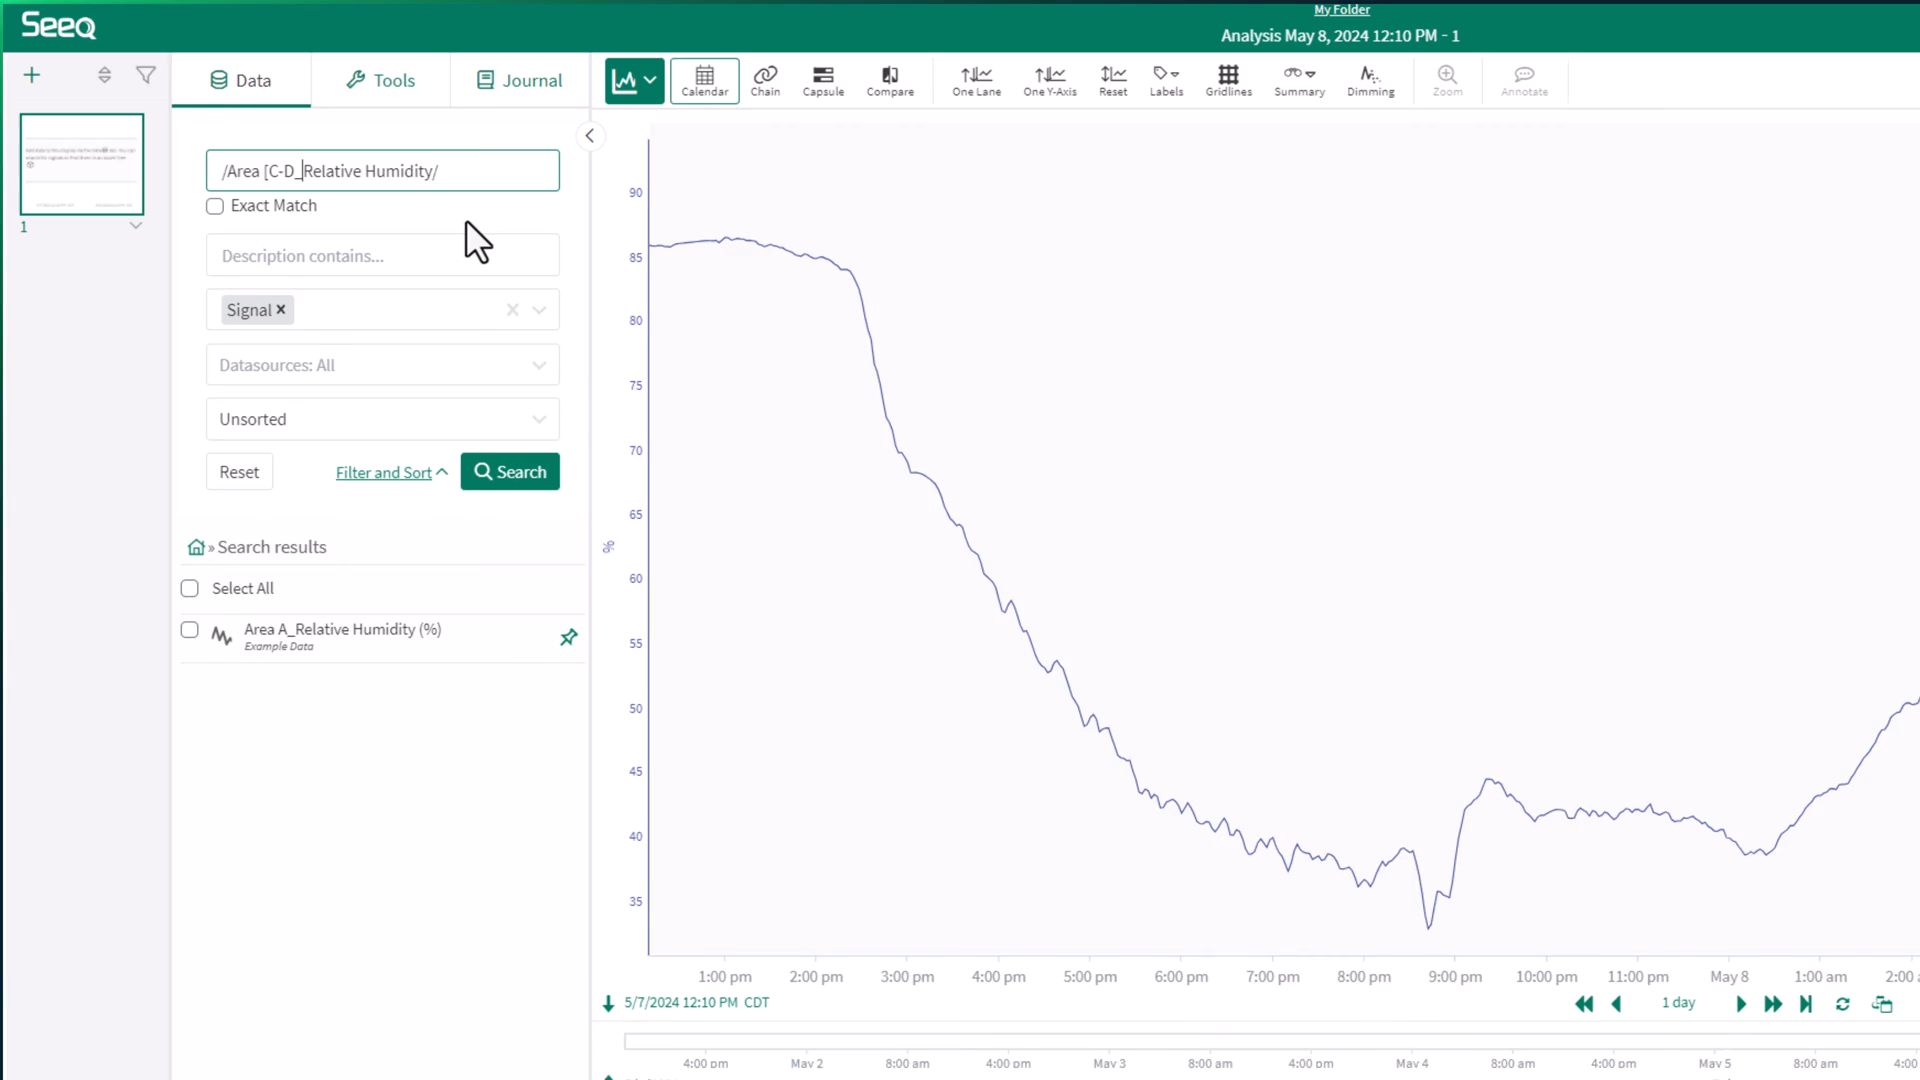 Seeq
My Folder
Analysis May 8, 2024 12:10 PM - 1
Data
Tools
Journal
Calendar
Chain
Capsule
Compare
One Lane
One Y-Axis
Reset
Labels
Gridlines
Summary
Dimming
Zoom
Annotate
1
/Area [C-D_Relative Humidity/
Exact Match
Description contains...
Signal
Datasources: All
Unsorted
Reset
Filter and Sort
Search
» Search results
Select All
Area A_Relative Humidity (%)
Example Data
90
85
80
75
70
65
60
55
50
45
40
35
%
1:00 pm 2:00 pm 3:00 pm 4:00 pm 5:00 pm 6:00 pm 7:00 pm 8:00 pm 9:00 pm 10:00 pm 11:00 pm May 8 1:00 am 2:00
5/7/2024 12:10 PM CDT
1 day
4:00 pm May 2 8:00 am 4:00 pm May 3 8:00 am 4:00 pm May 4 8:00 am 4:00 pm May 5 8:00 am 4:00